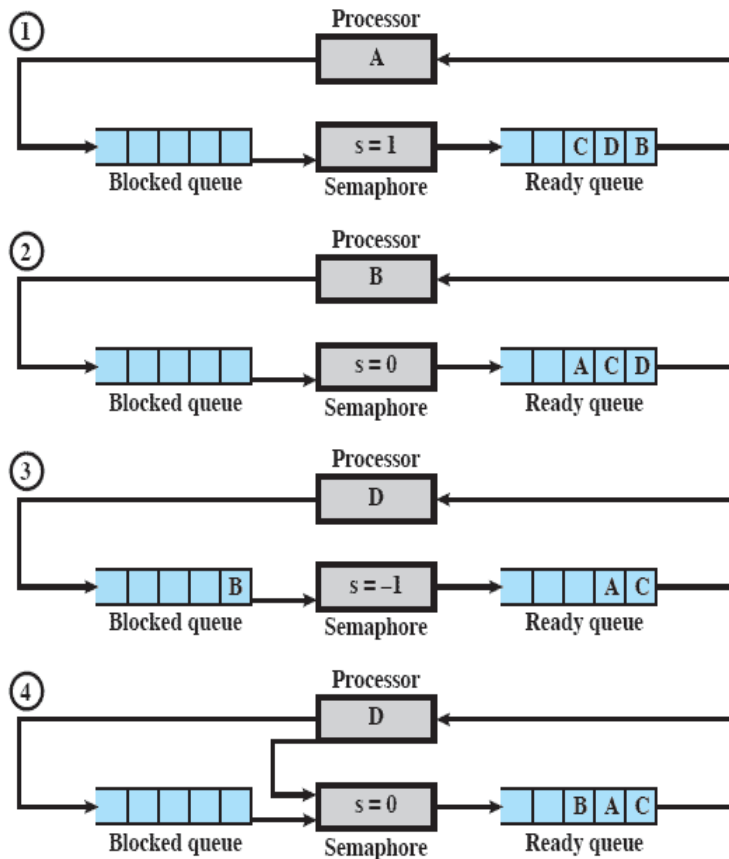 1
Processor
A
s = 1
C D B
Blocked queue
Semaphore
Ready queue
2
Processor
B
s = 0
A C D
Blocked queue
Semaphore
Ready queue
3
Processor
D
B
s = –1
A C
Blocked queue
Semaphore
Ready queue
4
Processor
D
s = 0
B A C
Blocked queue
Semaphore
Ready queue